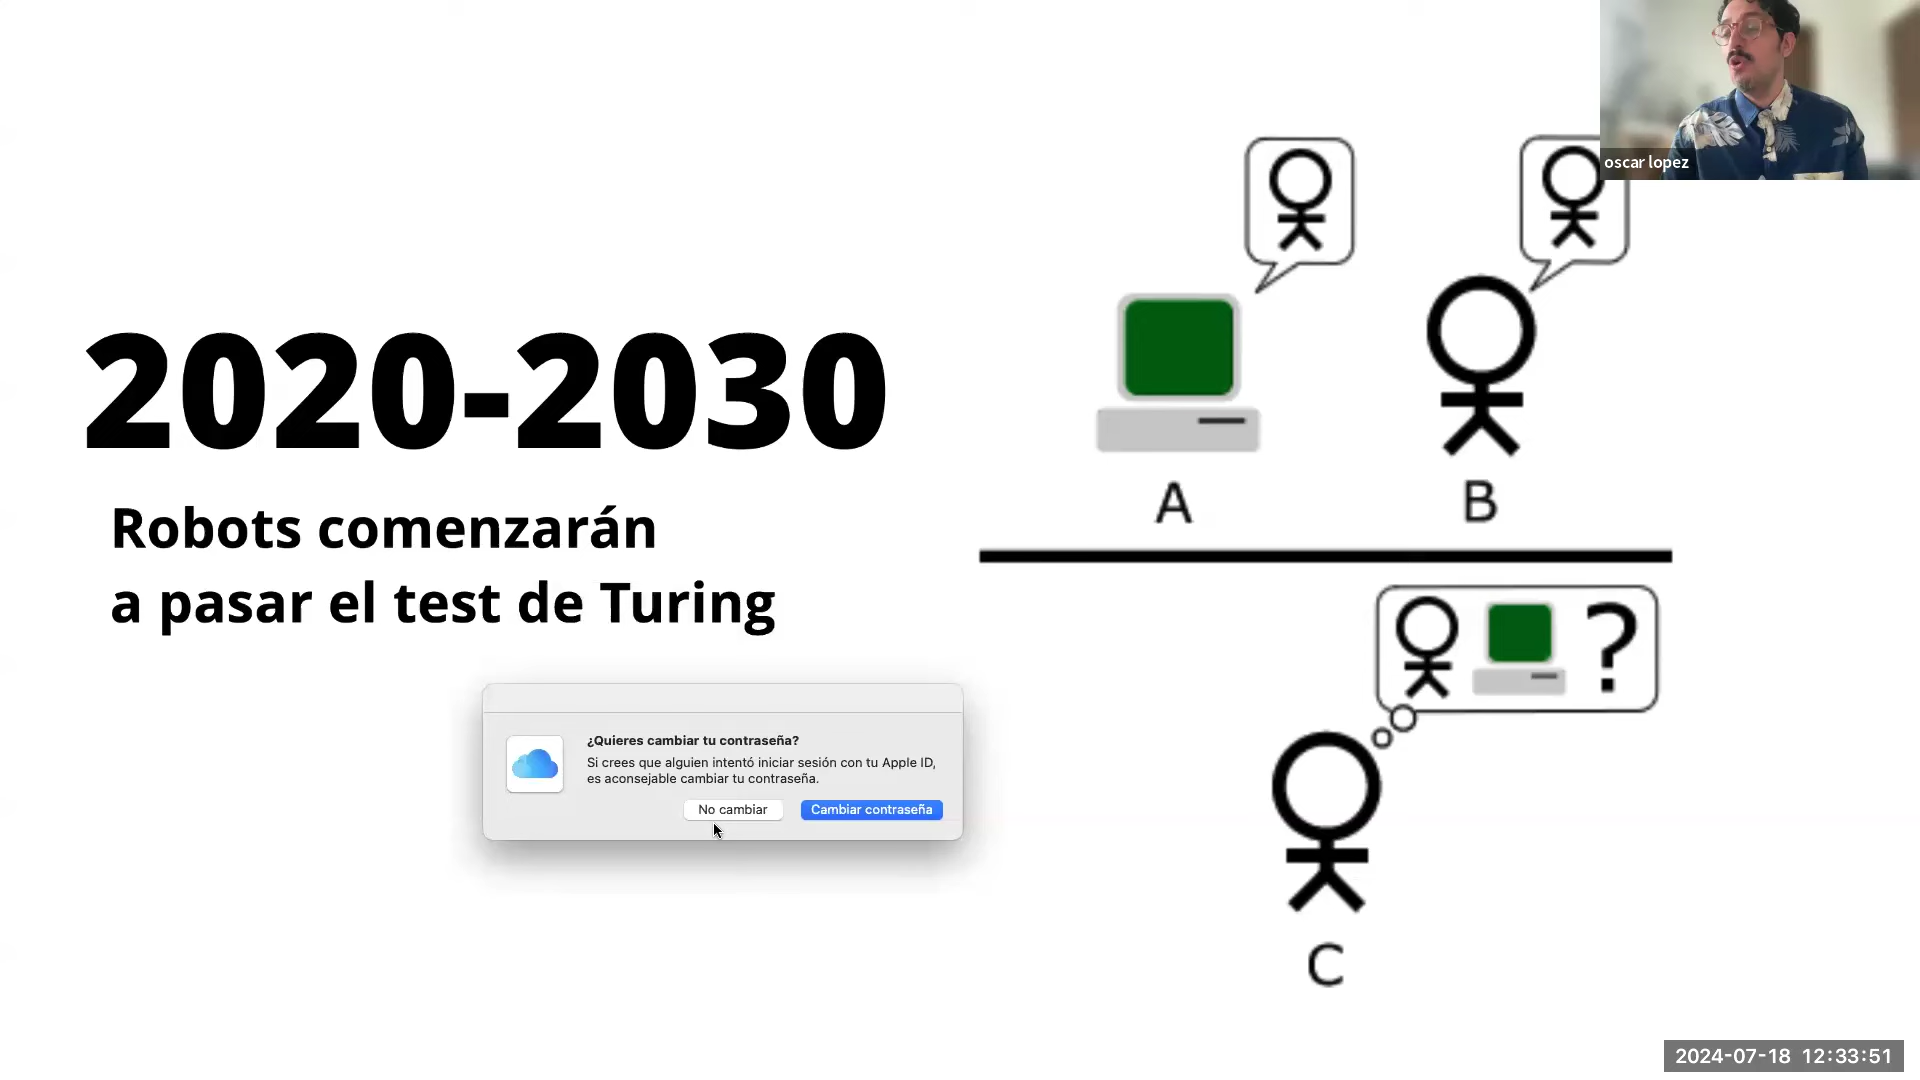 oscar lopez
2020-2030
Robots comenzarán
a pasar el test de Turing
A
B
?
C
¿Quieres cambiar tu contraseña?
Si crees que alguien intentó iniciar sesión con tu Apple ID,
es aconsejable cambiar tu contraseña.
No cambiar
Cambiar contraseña
2024-07-18 12:33:51